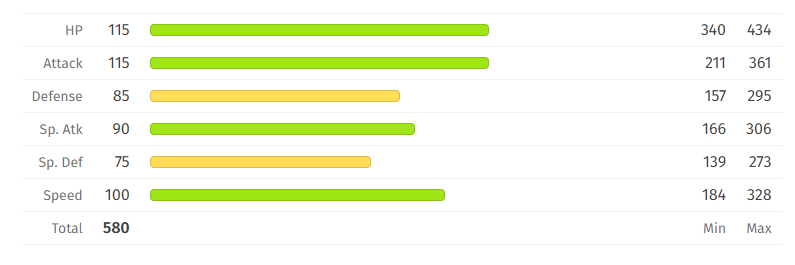 HP 115 340 434
Attack 115 211 361
Defense 85 157 295
Sp. Atk 90 166 306
Sp. Def 75 139 273
Speed 100 184 328
Total 580 Min Max